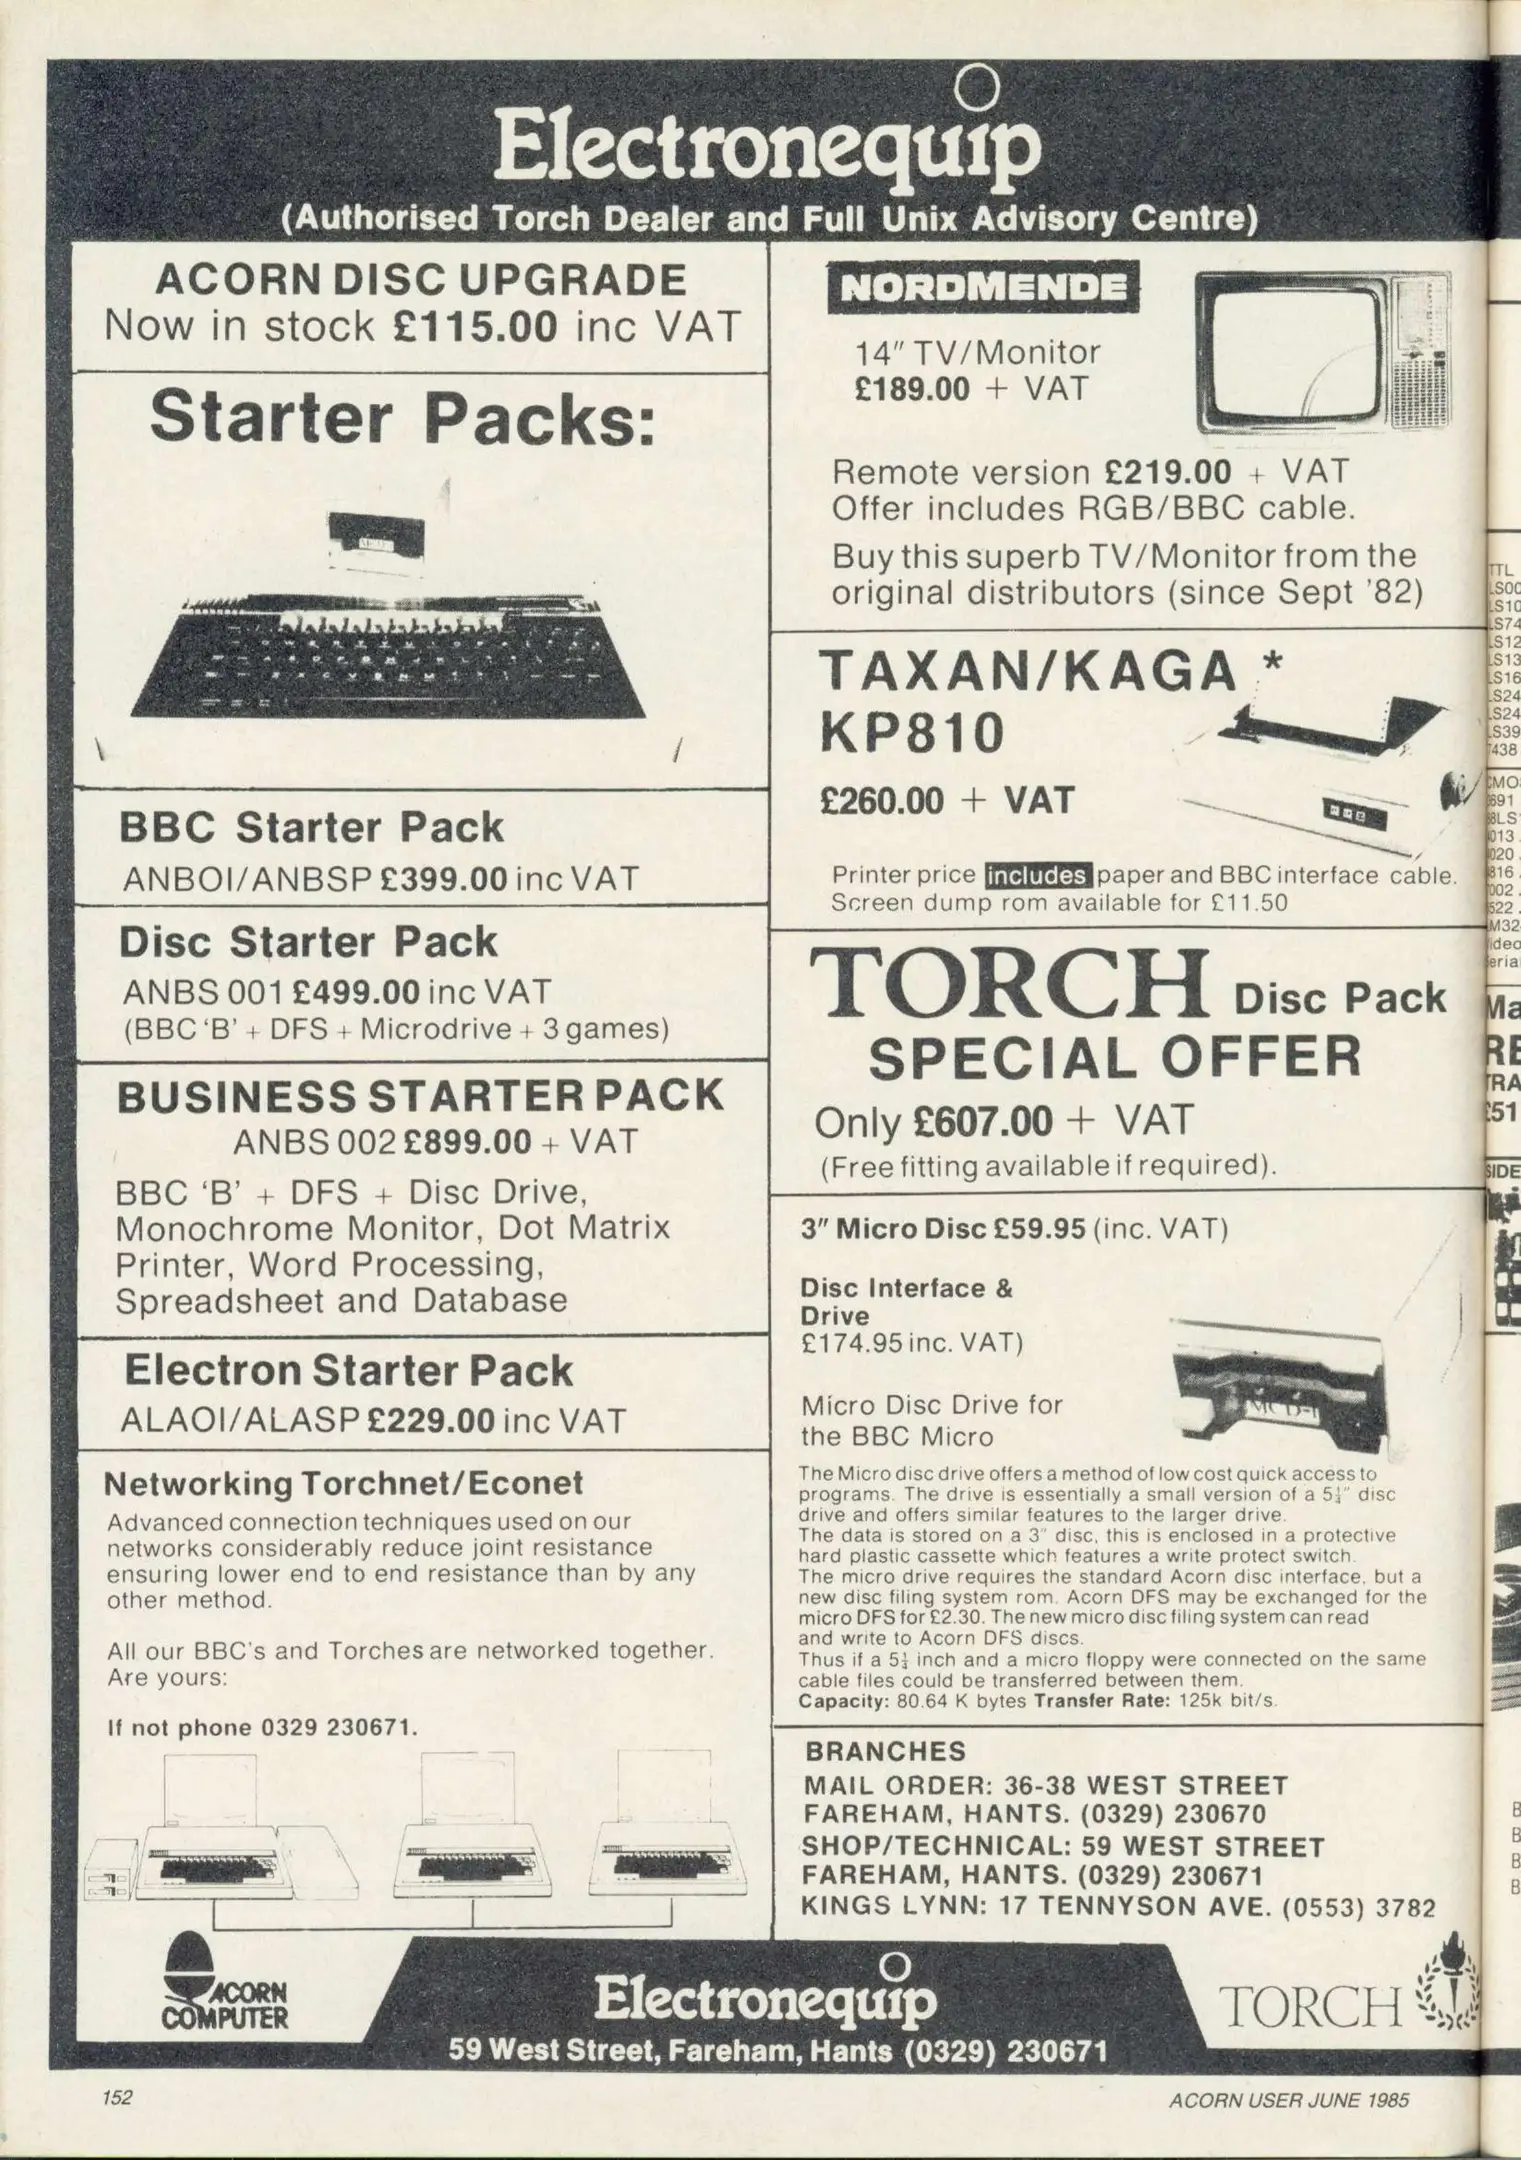 Electronequip
(Authorised Torch Dealer and Full Unix Advisory Centre)
ACORN DISC UPGRADE
Now in stock £115.00 inc VAT
Starter Packs:
BBC Starter Pack
ANBOI/ANBSP £399.00 inc VAT
Disc Starter Pack
ANBS 001 £499.00 inc VAT
(BBC 'B' + DFS + Microdrive + 3 games)
BUSINESS STARTER PACK
ANBS 002 £899.00 + VAT
BBC 'B' + DFS + Disc Drive,
Monochrome Monitor, Dot Matrix
Printer, Word Processing,
Spreadsheet and Database
Electron Starter Pack
ALAOI/ALASP £229.00 inc VAT
Networking Torchnet/Econet
Advanced connection techniques used on our
networks considerably reduce joint resistance
ensuring lower end to end resistance than by any
other method.
All our BBC's and Torches are networked together.
Are yours:
If not phone 0329 230671.
NORDMENDE
14" TV/Monitor
£189.00 + VAT
Remote version £219.00 + VAT
Offer includes RGB/BBC cable.
Buy this superb TV/Monitor from the
original distributors (since Sept '82)
TAXAN/KAGA *
KP810
£260.00 + VAT
Printer price includes paper and BBC interface cable.
Screen dump rom available for £11.50
TORCH Disc Pack
SPECIAL OFFER
Only £607.00 + VAT
(Free fitting available if required).
3" Micro Disc £59.95 (inc. VAT)
Disc Interface &
Drive
£174.95 inc. VAT)
Micro Disc Drive for
the BBC Micro
MCD-1
The Micro disc drive offers a method of low cost quick access to
programs. The drive is essentially a small version of a 5¼" disc
drive and offers similar features to the larger drive.
The data is stored on a 3" disc, this is enclosed in a protective
hard plastic cassette which features a write protect switch.
The micro drive requires the standard Acorn disc interface, but a
new disc filing system rom. Acorn DFS may be exchanged for the
micro DFS for £2.30. The new micro disc filing system can read
and write to Acorn DFS discs.
Thus if a 5¼ inch and a micro floppy were connected on the same
cable files could be transferred between them.
Capacity: 80.64 K bytes Transfer Rate: 125k bit/s.
BRANCHES
MAIL ORDER: 36-38 WEST STREET
FAREHAM, HANTS. (0329) 230670
SHOP/TECHNICAL: 59 WEST STREET
FAREHAM, HANTS. (0329) 230671
KINGS LYNN: 17 TENNYSON AVE. (0553) 3782
ACORN
COMPUTER
Electronequip
59 West Street, Fareham, Hants (0329) 230671
TORCH
152
ACORN USER JUNE 1985